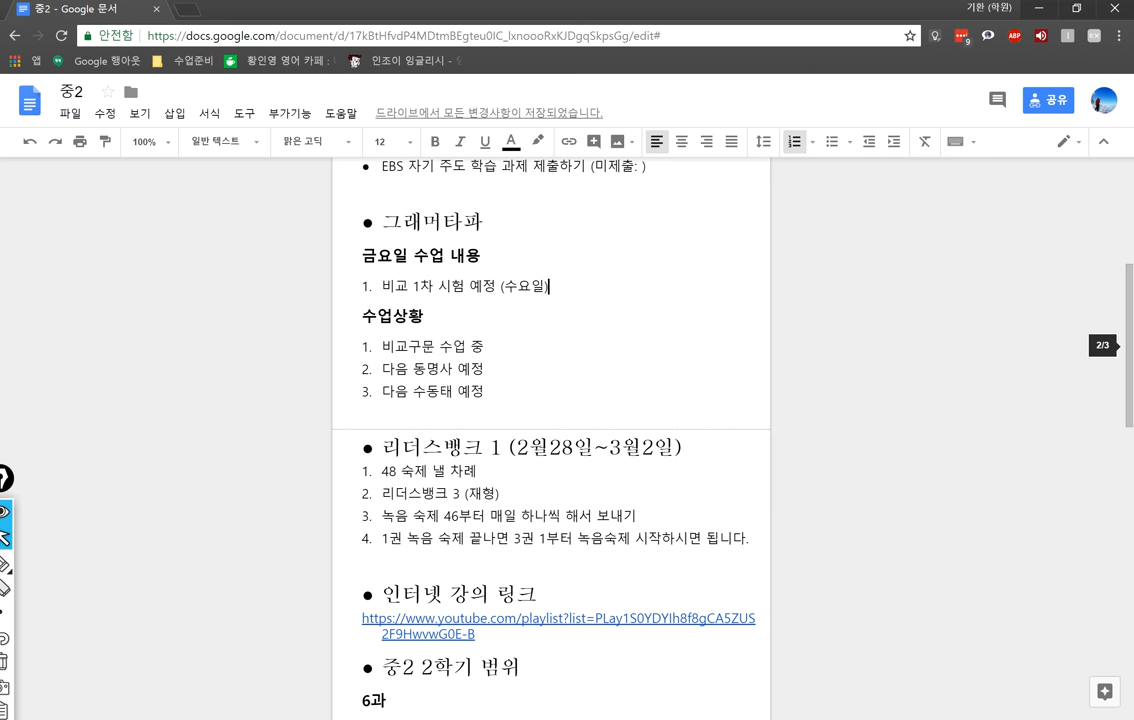 중2 - Google 문서
기환 (학원)
안전함 https://docs.google.com/document/d/17kBtHfvdP4MDtmBEgteu0IC_lxnoooRxKJDgqSkpsGg/edit#
앱 Google 행아웃 수업준비 황인영 영어 카페 : 인조이 잉글리시 -
중2
파일 수정 보기 삽입 서식 도구 부가기능 도움말 드라이브에서 모든 변경사항이 저장되었습니다.
공유
100% 일반 텍스트 맑은 고딕 12
● EBS 자기 주도 학습 과제 제출하기 (미제출: )
● 그래머타파
금요일 수업 내용
1. 비교 1차 시험 예정 (수요일)
수업상황
1. 비교구문 수업 중
2. 다음 동명사 예정
3. 다음 수동태 예정
2/3
● 리더스뱅크 1 (2월28일~3월2일)
1. 48 숙제 낼 차례
2. 리더스뱅크 3 (재형)
3. 녹음 숙제 46부터 매일 하나씩 해서 보내기
4. 1권 녹음 숙제 끝나면 3권 1부터 녹음숙제 시작하시면 됩니다.
● 인터넷 강의 링크
https://www.youtube.com/playlist?list=PLay1S0YDYIh8f8gCA5ZUS
2F9HwvwG0E-B
● 중2 2학기 범위
6과